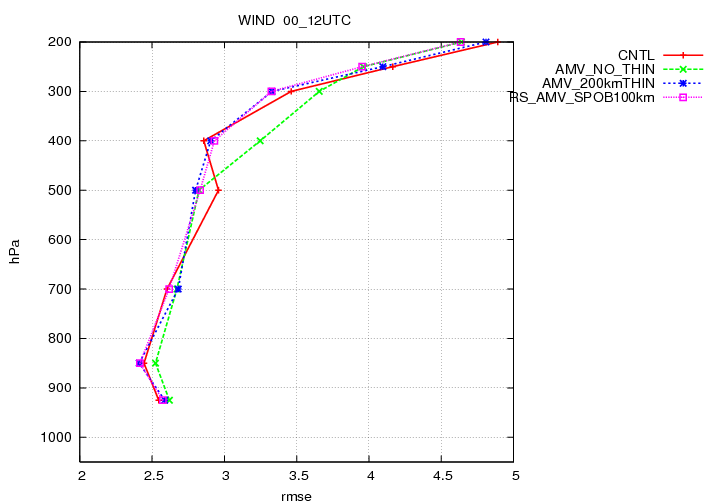 WIND  00_12UTC
200
300
400
500
600
700
800
900
1000
hPa
2
2.5
3
3.5
4
4.5
5
rmse
CNTL
AMV_NO_THIN
AMV_200kmTHIN
RS_AMV_SPOB100km